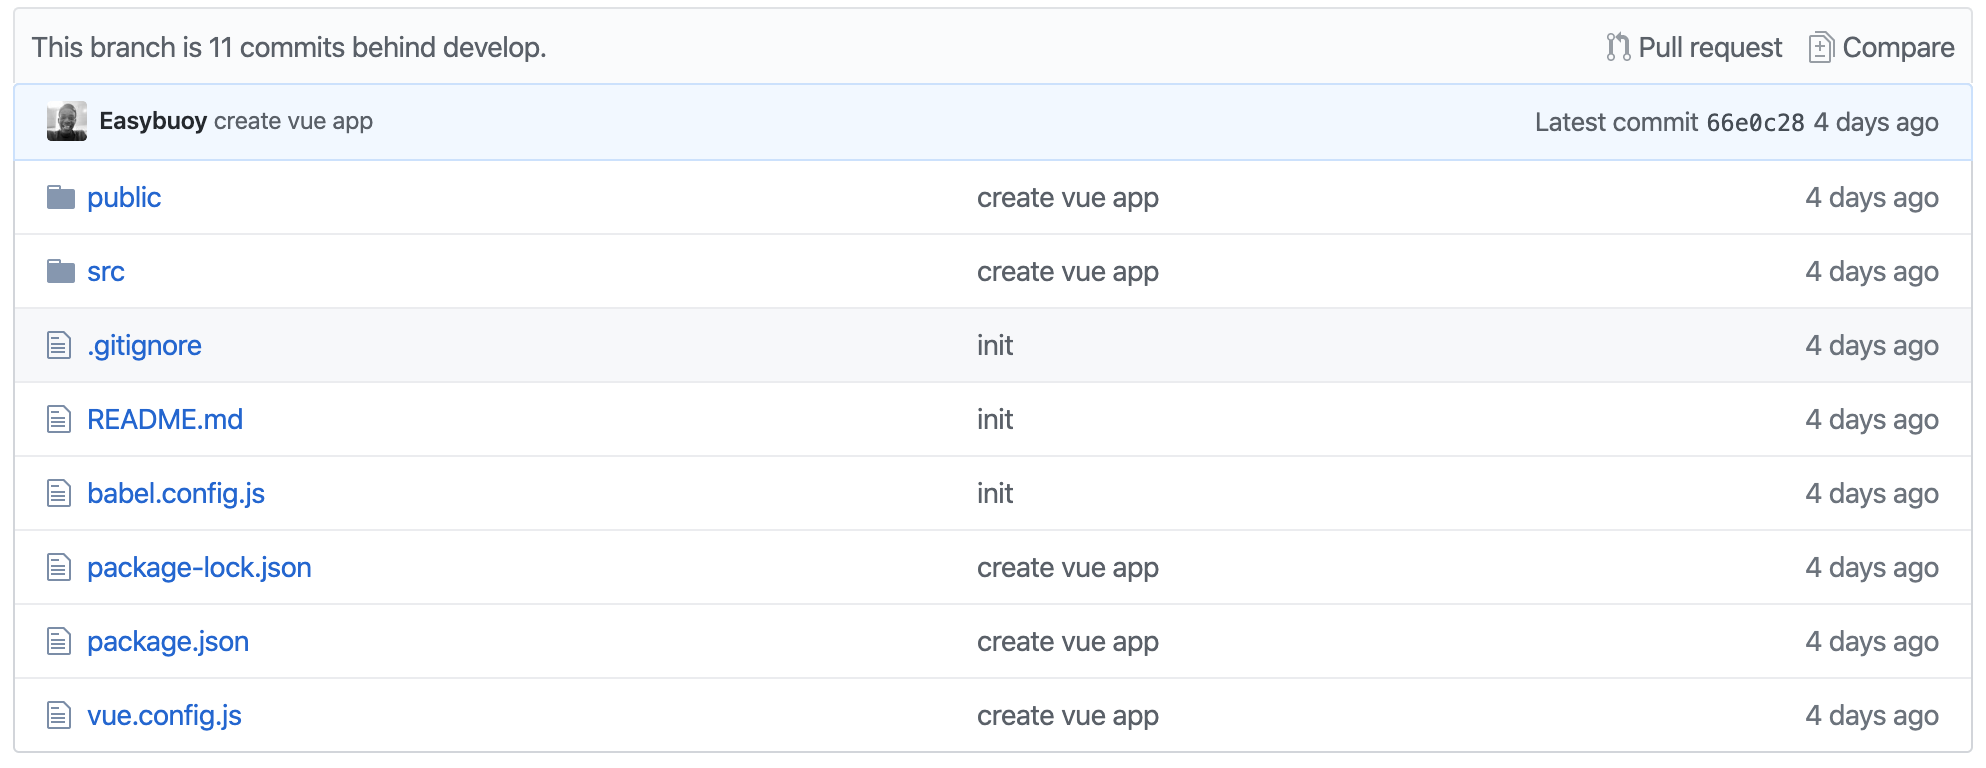 This branch is 11 commits behind develop. Pull request Compare
Easybuoy create vue app Latest commit 66e0c28 4 days ago
public create vue app 4 days ago
src create vue app 4 days ago
.gitignore init 4 days ago
README.md init 4 days ago
babel.config.js init 4 days ago
package-lock.json create vue app 4 days ago
package.json create vue app 4 days ago
vue.config.js create vue app 4 days ago